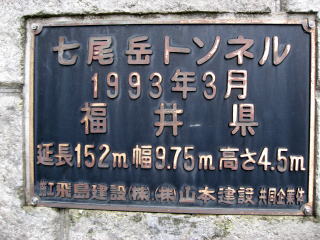 七尾岳トンネル
1993年3月
福井県
延長152m 幅9.75m 高さ4.5m
施工 飛島建設(株)(株)山本建設 共同企業体